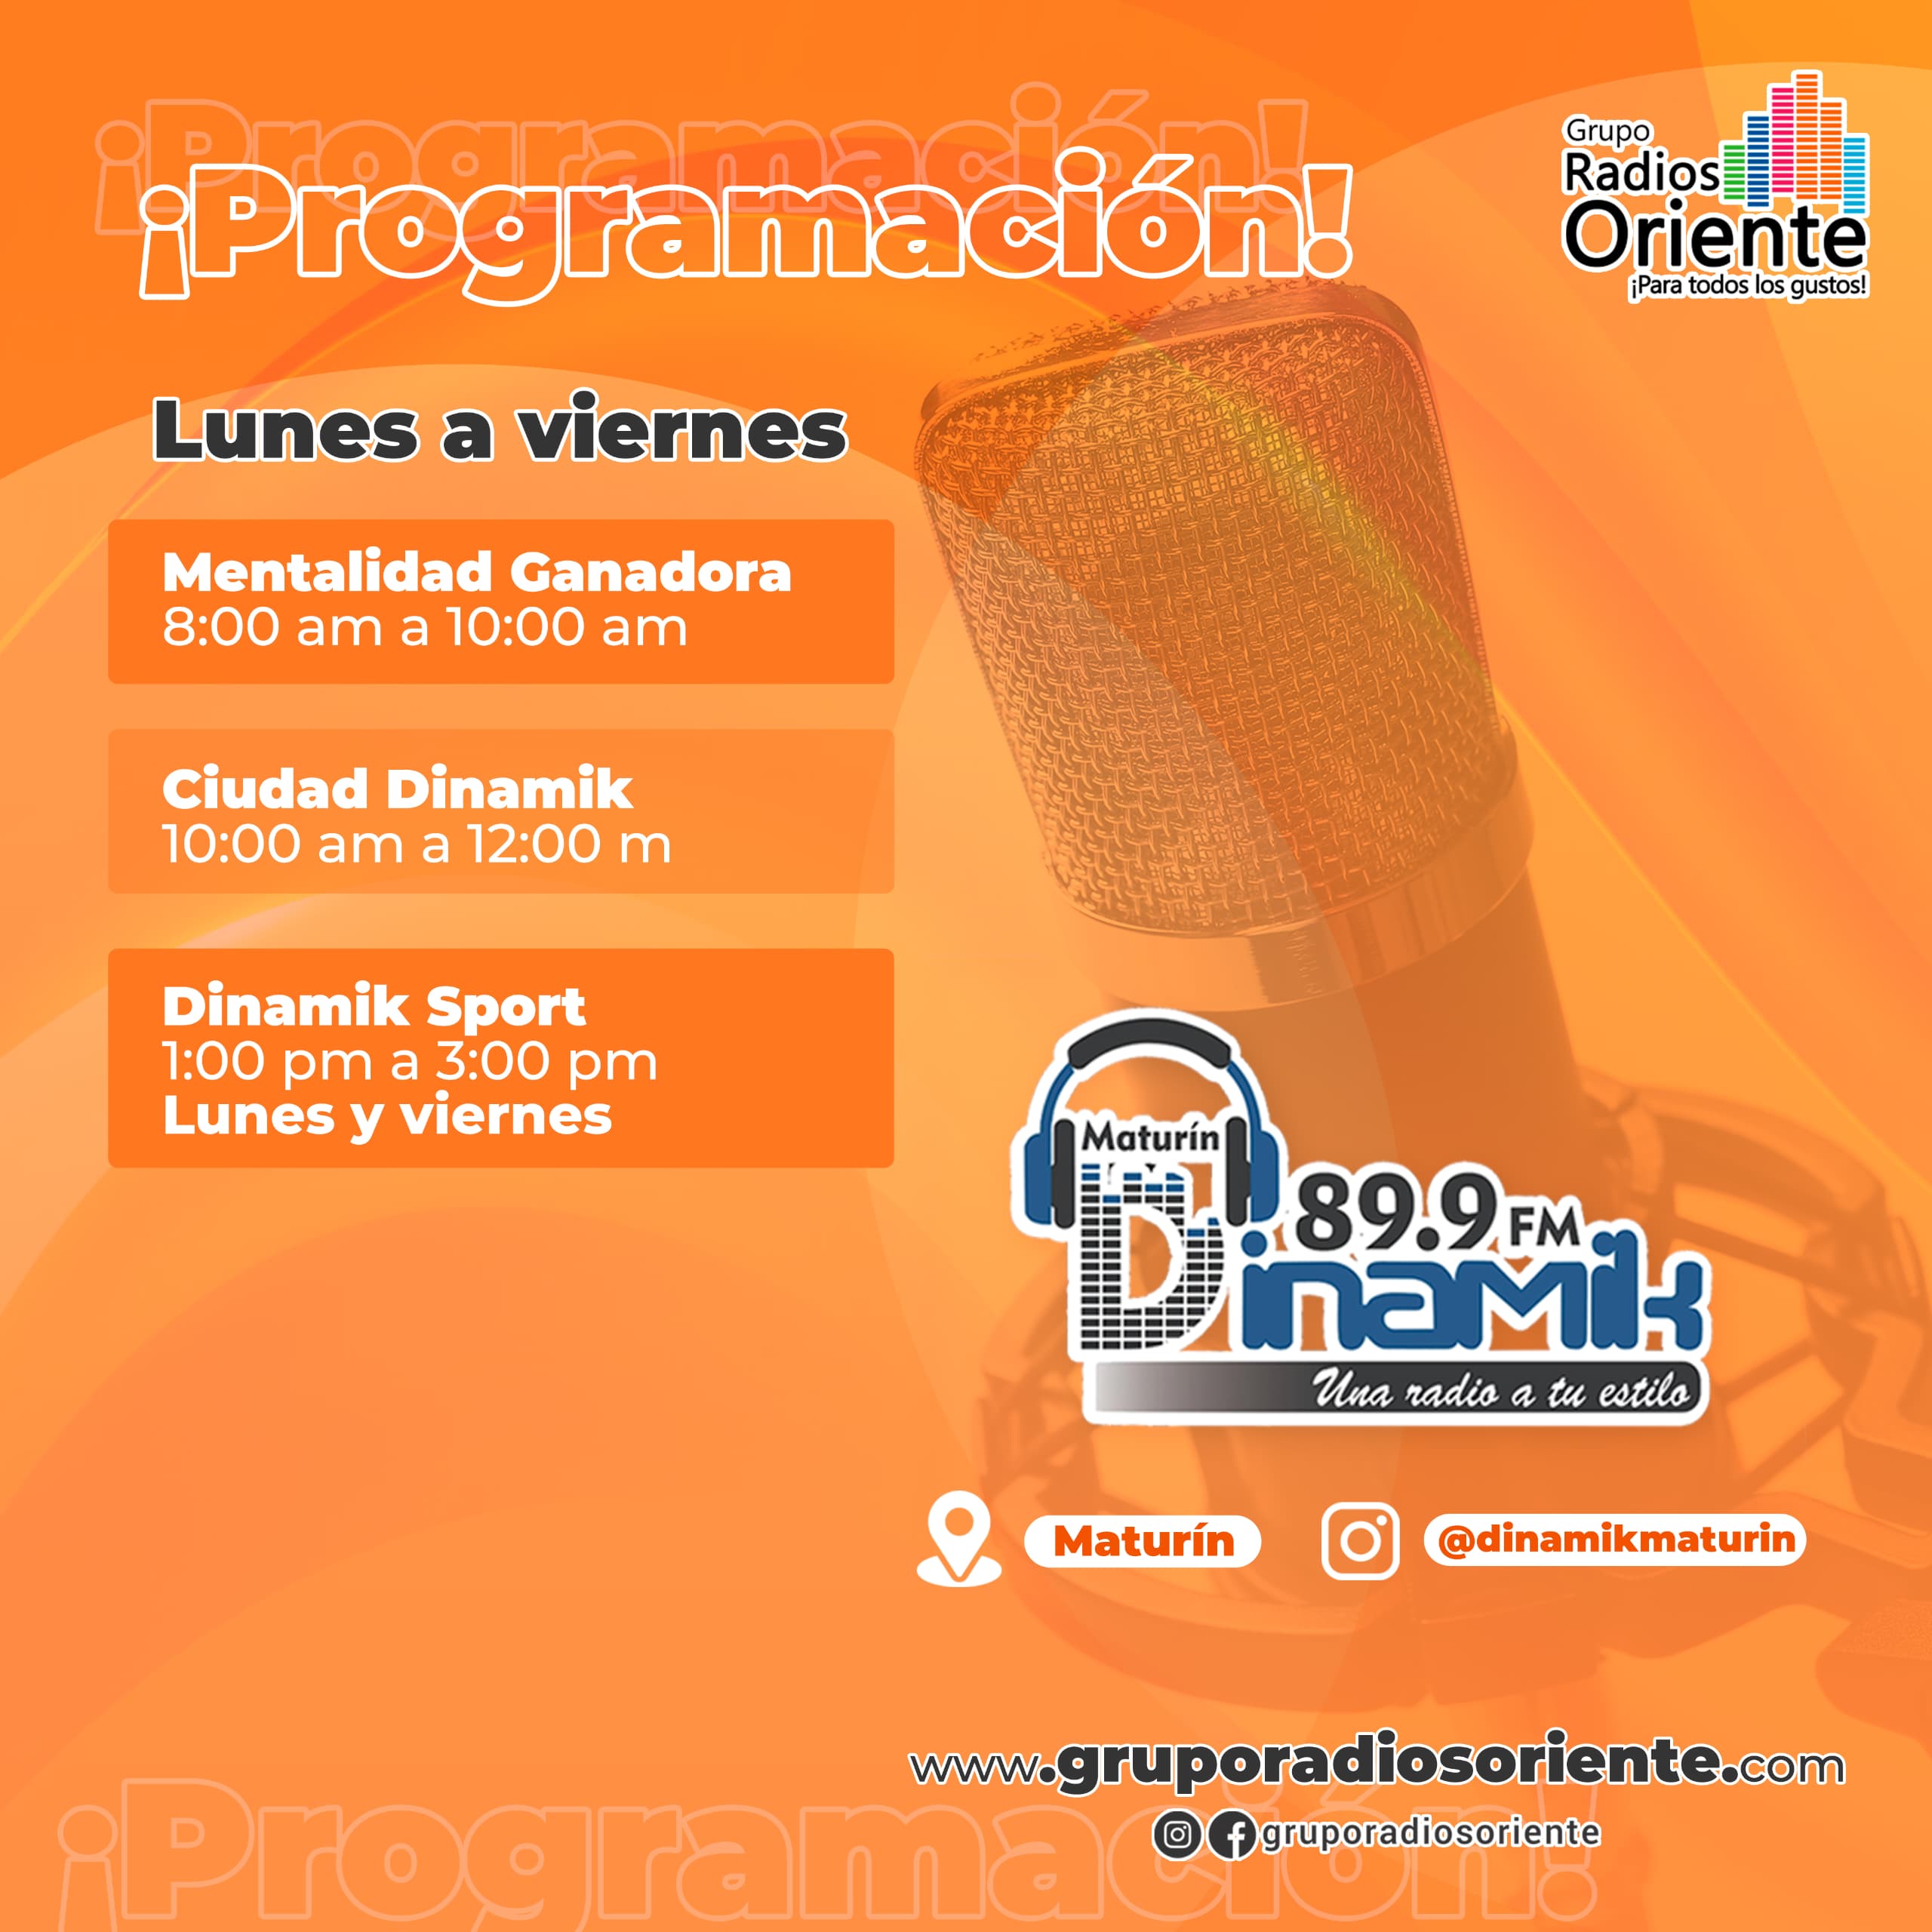 ¡Programación!
¡Programación!
Grupo
Radios
Oriente
¡Para todos los gustos!
Lunes a viernes
Mentalidad Ganadora
8:00 am a 10:00 am
Ciudad Dinamik
10:00 am a 12:00 m
Dinamik Sport
1:00 pm a 3:00 pm
Lunes y viernes
Maturín
89.9 FM
Dinamik
Una radio a tu estilo
Maturín
@dinamikmaturin
www.gruporadiosoriente.com
gruporadiosoriente
¡Programación!